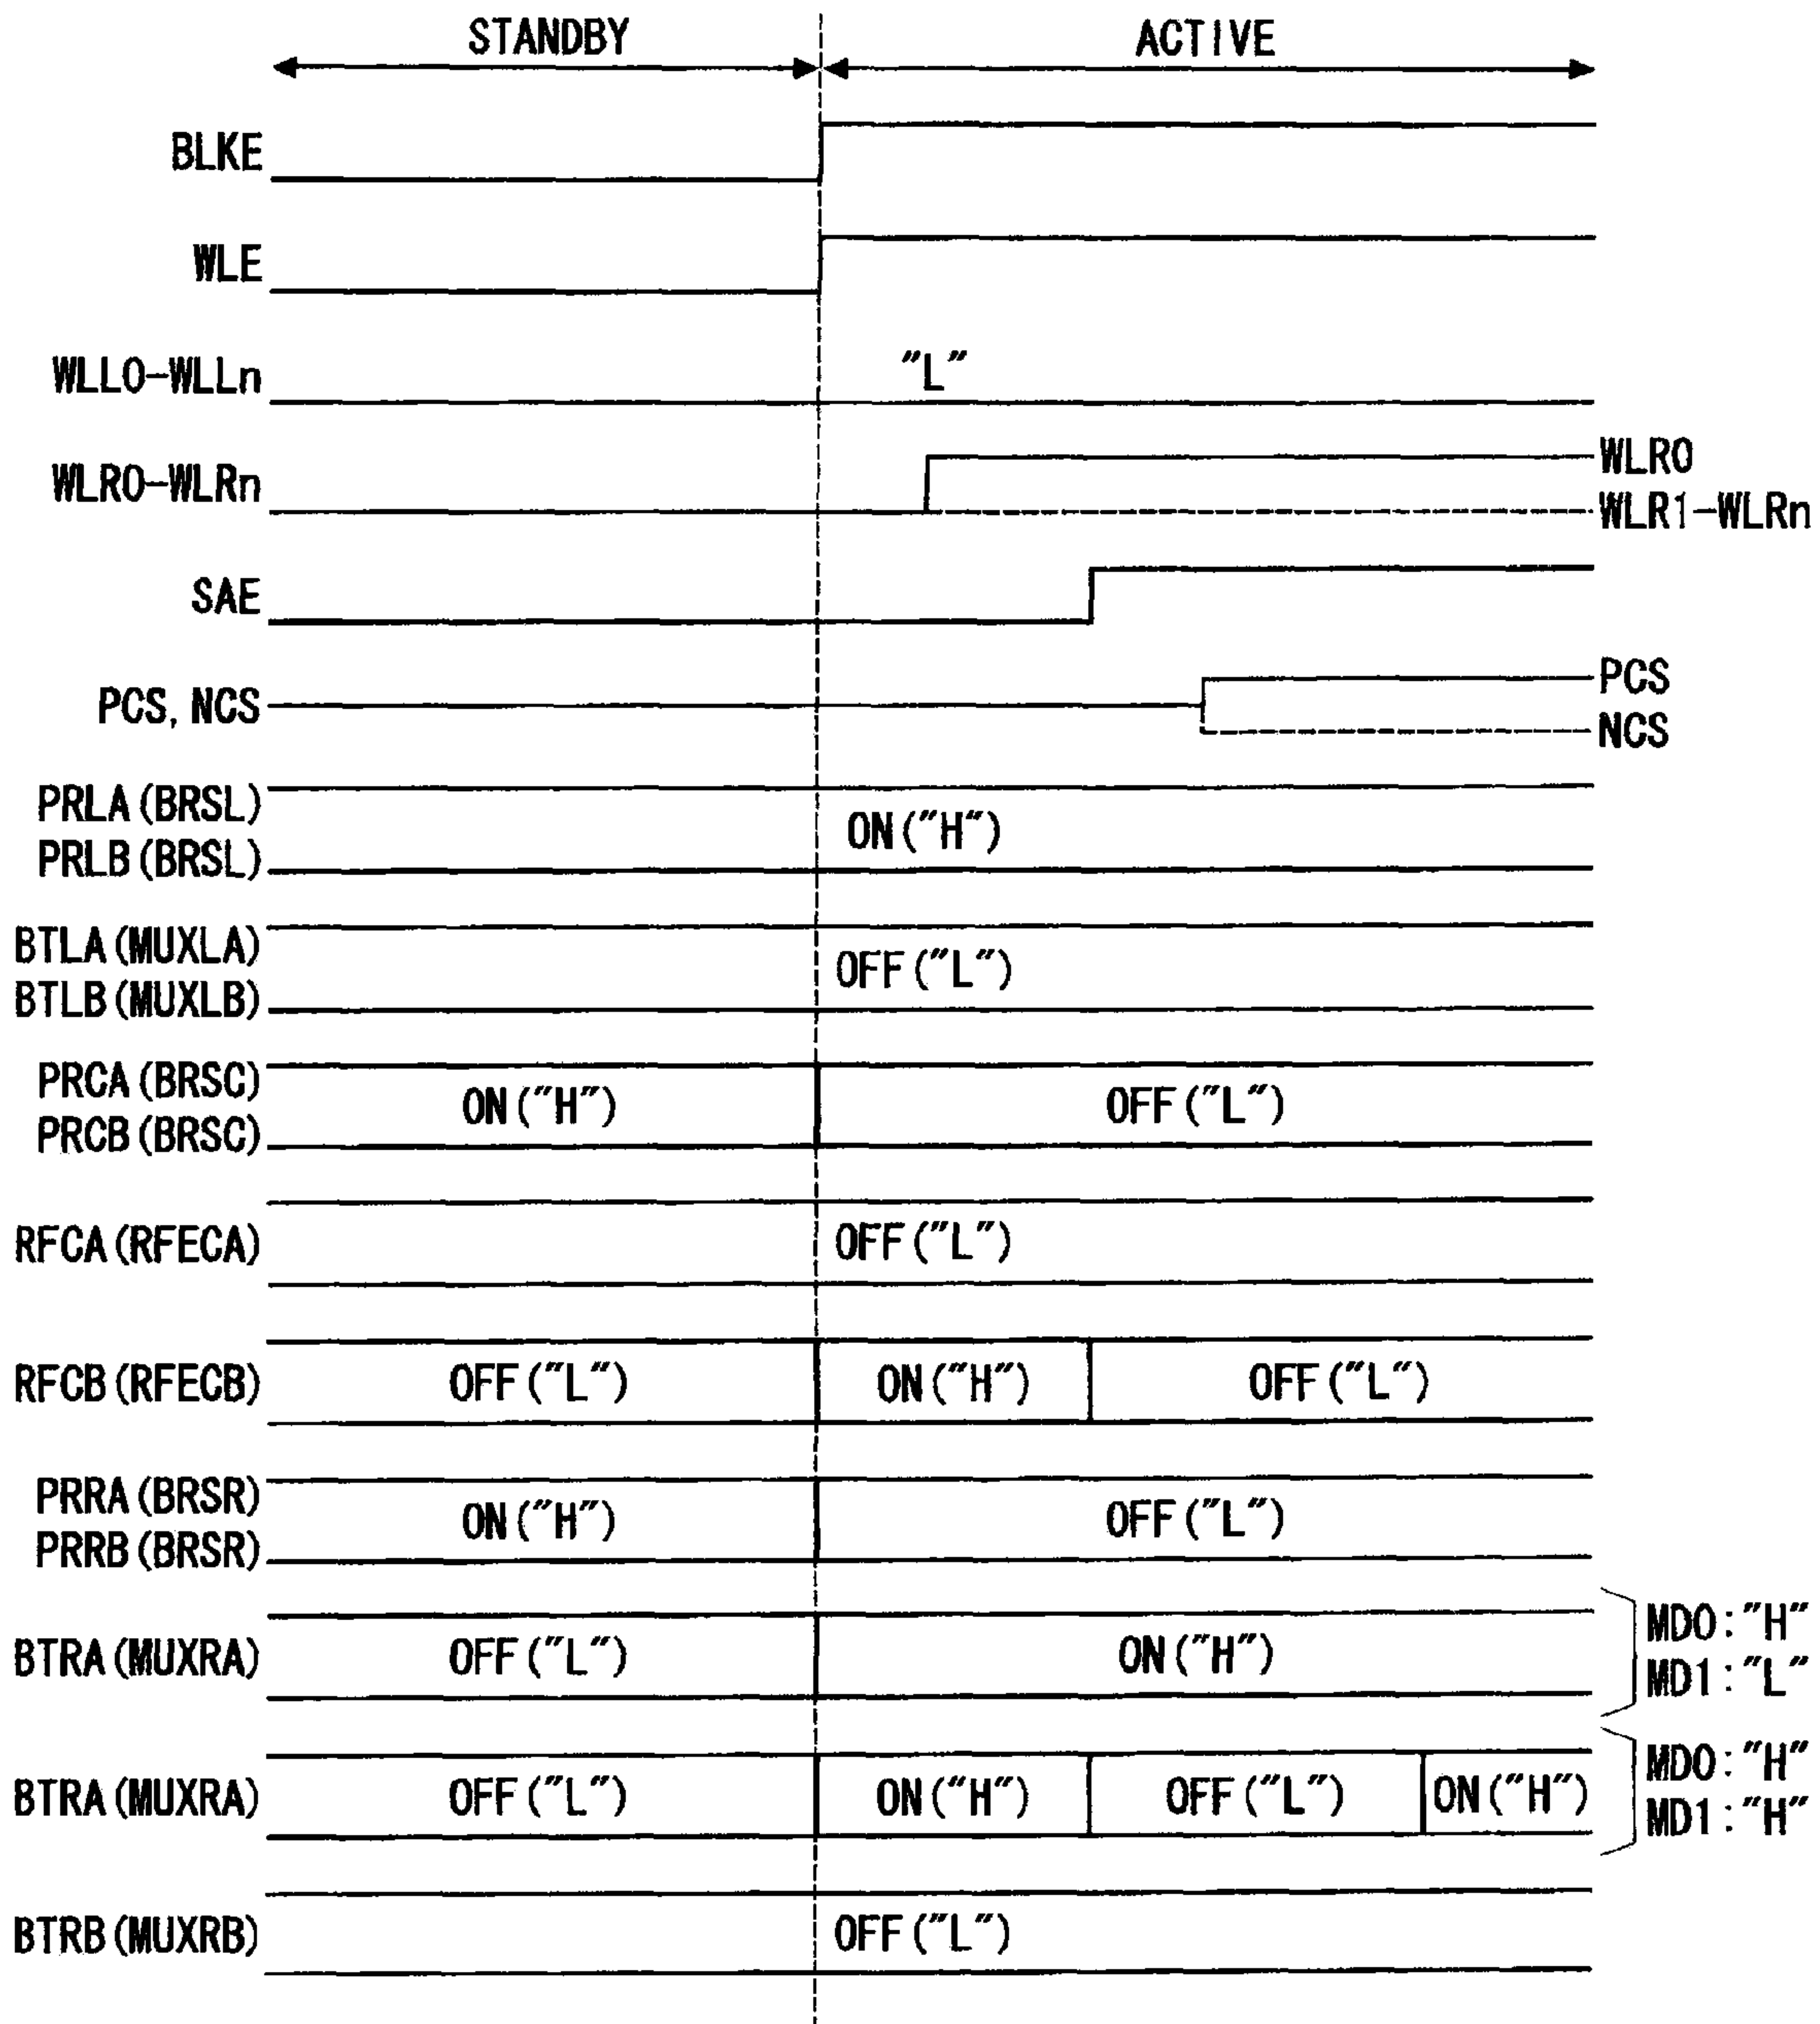 STANDBY ACTIVE
BLKE
WLE
WLL0-WLLn "L"
WLR0-WLRn WLR0
WLR1-WLRn
SAE
PCS, NCS PCS
NCS
PRLA(BRSL)
PRLB(BRSL) ON("H")
BTLA(MUXLA)
BTLB(MUXLB) OFF("L")
PRCA(BRSC)
PRCB(BRSC) ON("H") OFF("L")
RFCA(RFECA) OFF("L")
RFCB(RFECB) OFF("L") ON("H") OFF("L")
PRRA(BRSR)
PRRB(BRSR) ON("H") OFF("L")
BTRA(MUXRA) OFF("L") ON("H") MD0:"H"
MD1:"L"
BTRA(MUXRA) OFF("L") ON("H") OFF("L") ON("H") MD0:"H"
MD1:"H"
BTRB(MUXRB) OFF("L")